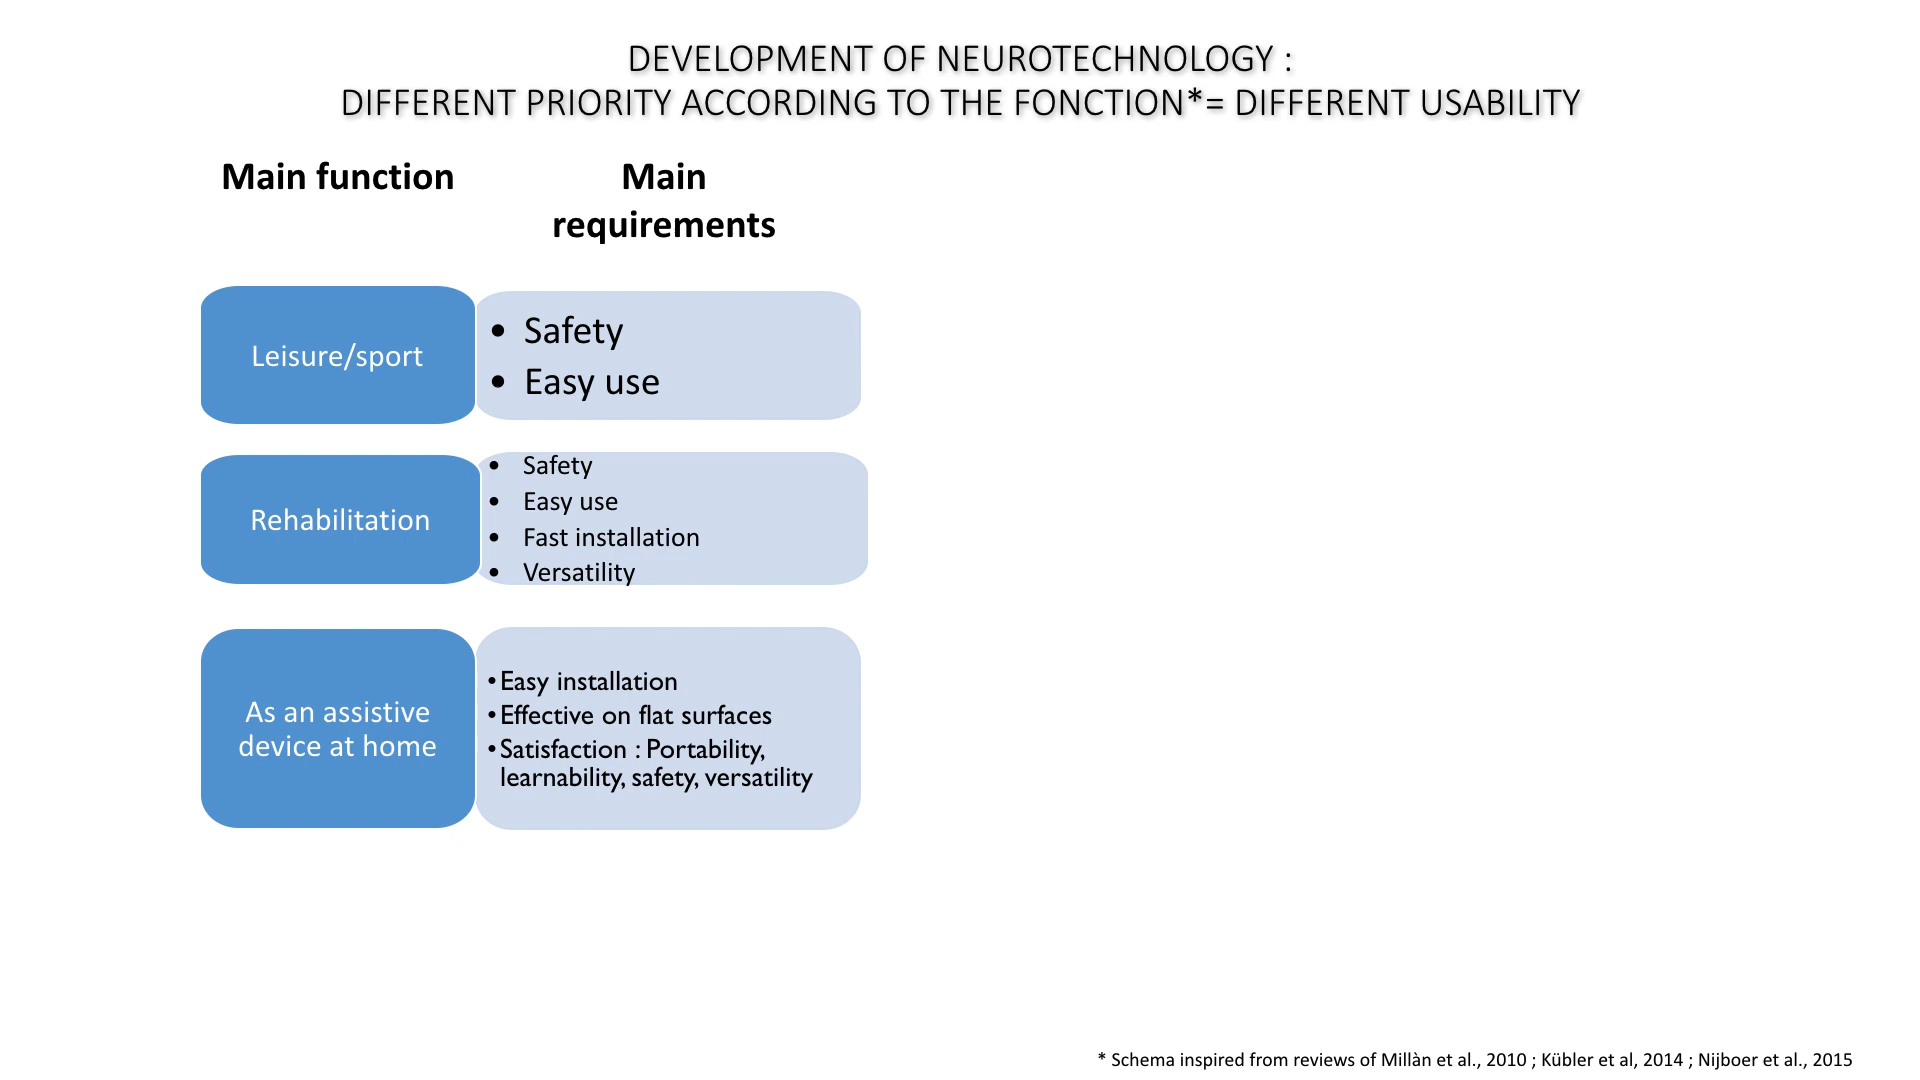 DEVELOPMENT OF NEUROTECHNOLOGY :
DIFFERENT PRIORITY ACCORDING TO THE FONCTION*= DIFFERENT USABILITY
Main function
Main
requirements
Leisure/sport
• Safety
• Easy use
Rehabilitation
• Safety
• Easy use
• Fast installation
• Versatility
As an assistive
device at home
• Easy installation
• Effective on flat surfaces
• Satisfaction : Portability,
learnability, safety, versatility
* Schema inspired from reviews of Millàn et al., 2010 ; Kübler et al, 2014 ; Nijboer et al., 2015